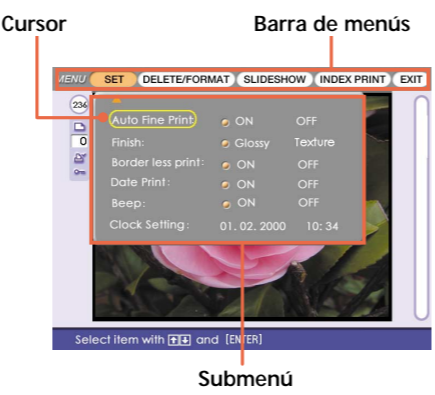 Cursor Barra de menús
MENU SET DELETE/FORMAT SLIDESHOW INDEX PRINT EXIT
236
Auto Fine Print: ON OFF
0 Finish: Glossy Texture
Border less print: ON OFF
Date Print: ON OFF
Beep: ON OFF
Clock Setting: 01. 02. 2000 10: 34
Select item with and [ENTER]
Submenú